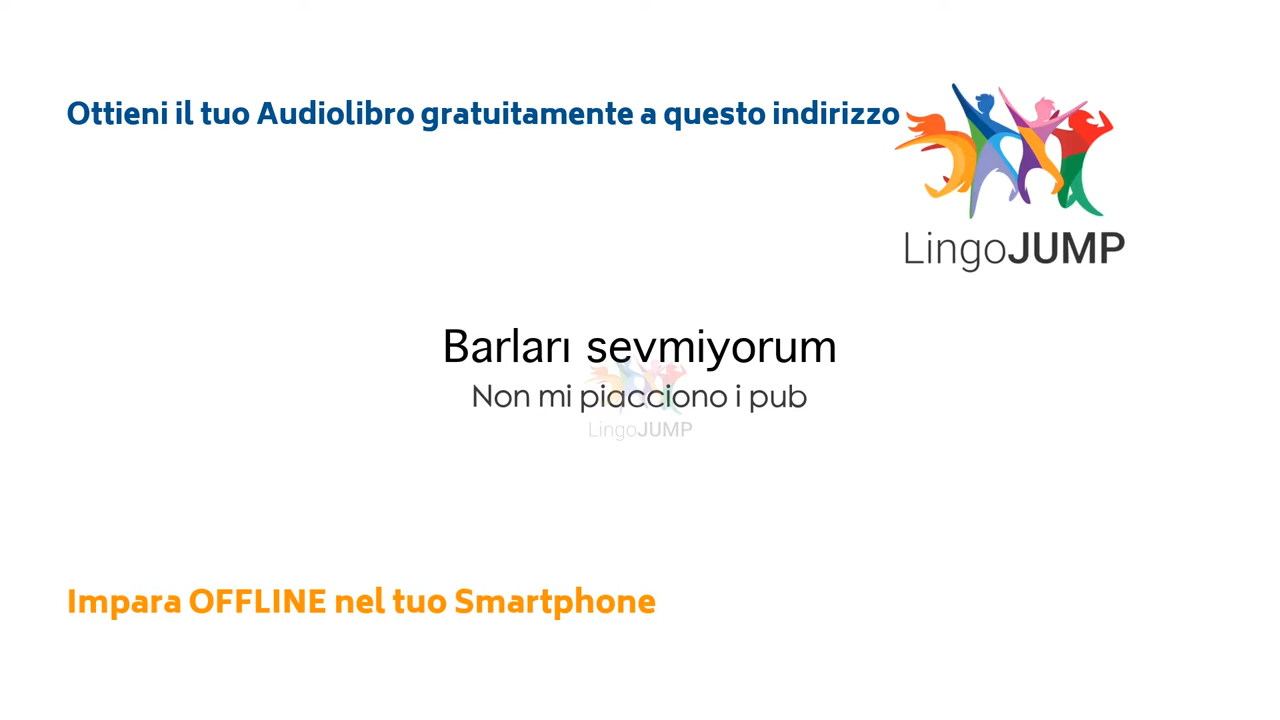 Ottieni il tuo Audiolibro gratuitamente a questo indirizzo
LingoJUMP
Barları sevmiyorum
Non mi piacciono i pub
LingoJUMP
Impara OFFLINE nel tuo Smartphone